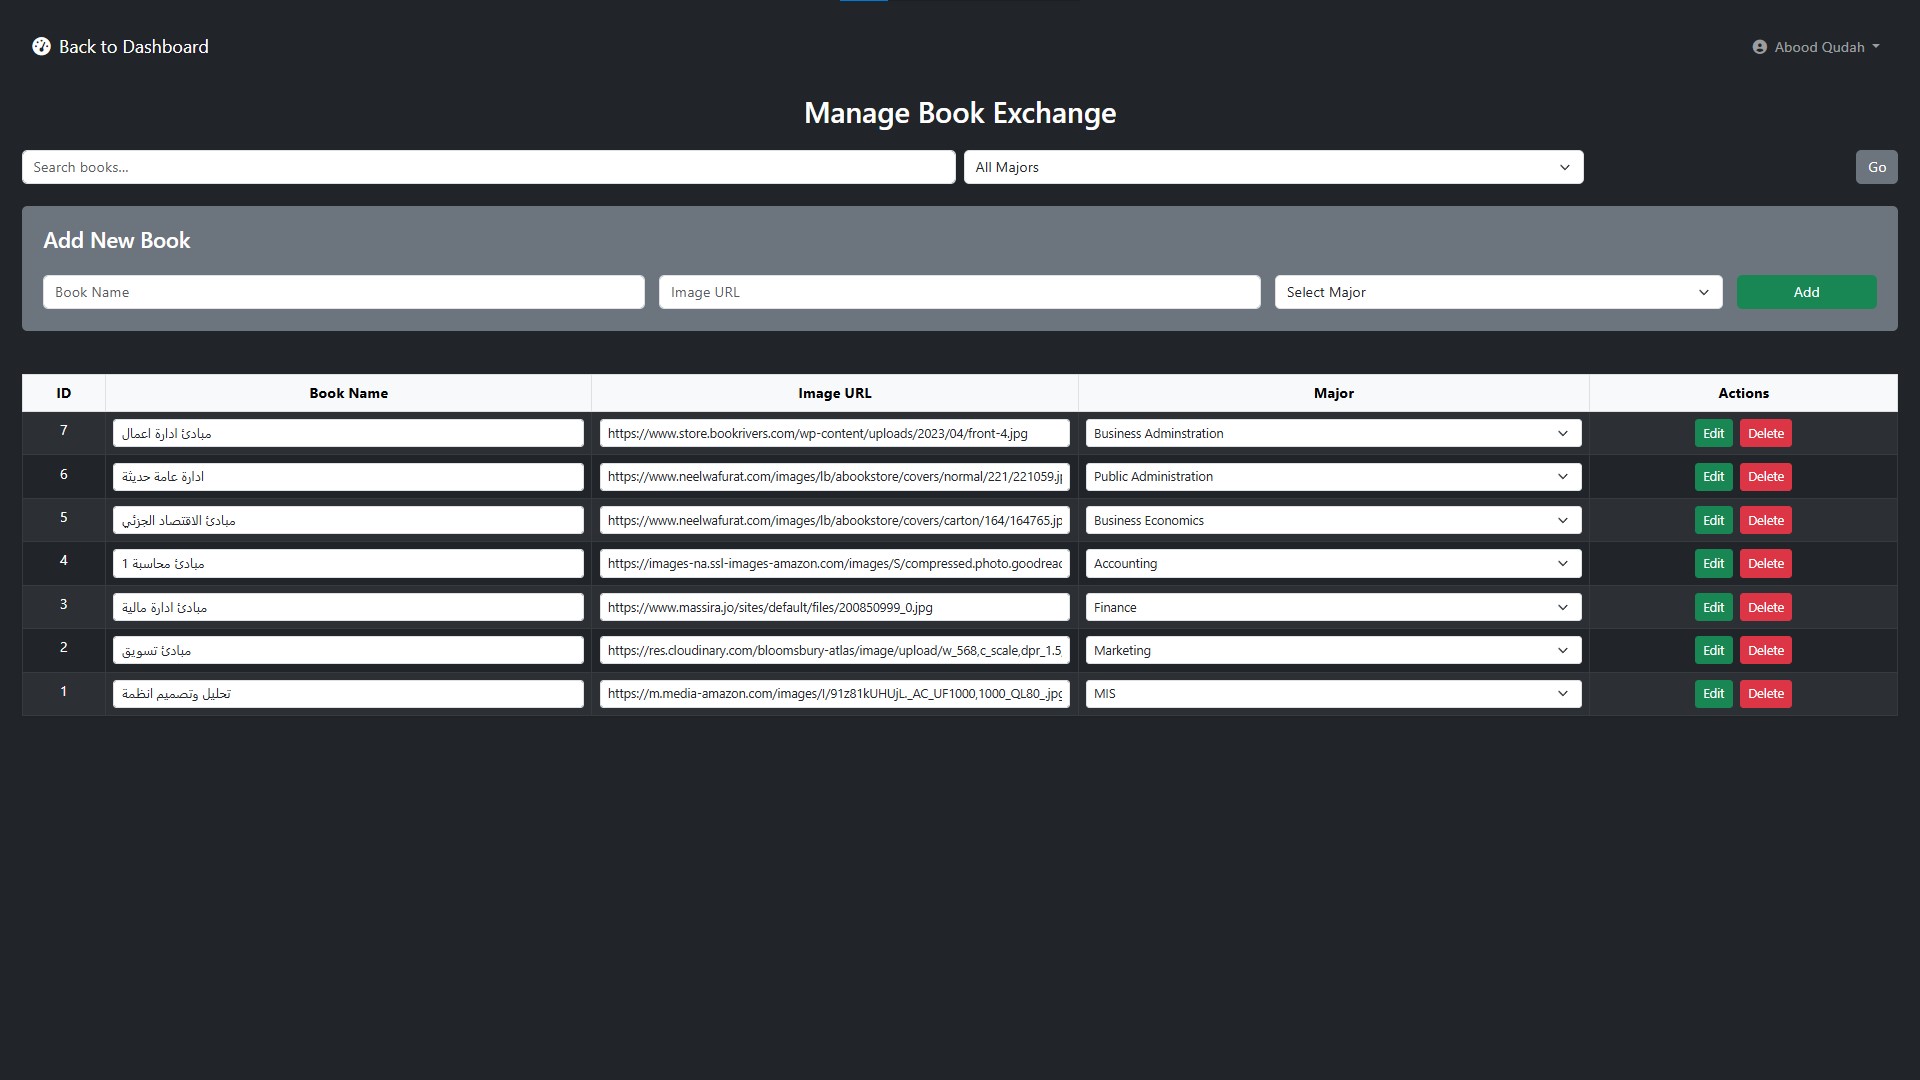 Back to Dashboard
Abood Qudah
Manage Book Exchange
Search books...
All Majors
Go
Add New Book
Book Name
Image URL
Select Major
Add
ID Book Name Image URL Major Actions
7 مبادئ ادارة اعمال https://www.store.bookrivers.com/wp-content/uploads/2023/04/front-4.jpg Business Adminstration Edit Delete
6 ادارة عامة حديثة https://www.neelwafurat.com/images/lb/abookstore/covers/normal/221/221059.j Public Administration Edit Delete
5 مبادئ الاقتصاد الجزئي https://www.neelwafurat.com/images/lb/abookstore/covers/carton/164/164765.jp Business Economics Edit Delete
4 مبادئ محاسبة 1 https://images-na.ssl-images-amazon.com/images/S/compressed.photo.goodreac Accounting Edit Delete
3 مبادئ ادارة مالية https://www.massira.jo/sites/default/files/200850999_0.jpg Finance Edit Delete
2 مبادئ تسويق https://res.cloudinary.com/bloomsbury-atlas/image/upload/w_568,c_scale,dpr_1.5 Marketing Edit Delete
1 تحليل وتصميم انظمة https://m.media-amazon.com/images/I/91z81kUHUjL._AC_UF1000,1000_QL80_.jpg MIS Edit Delete